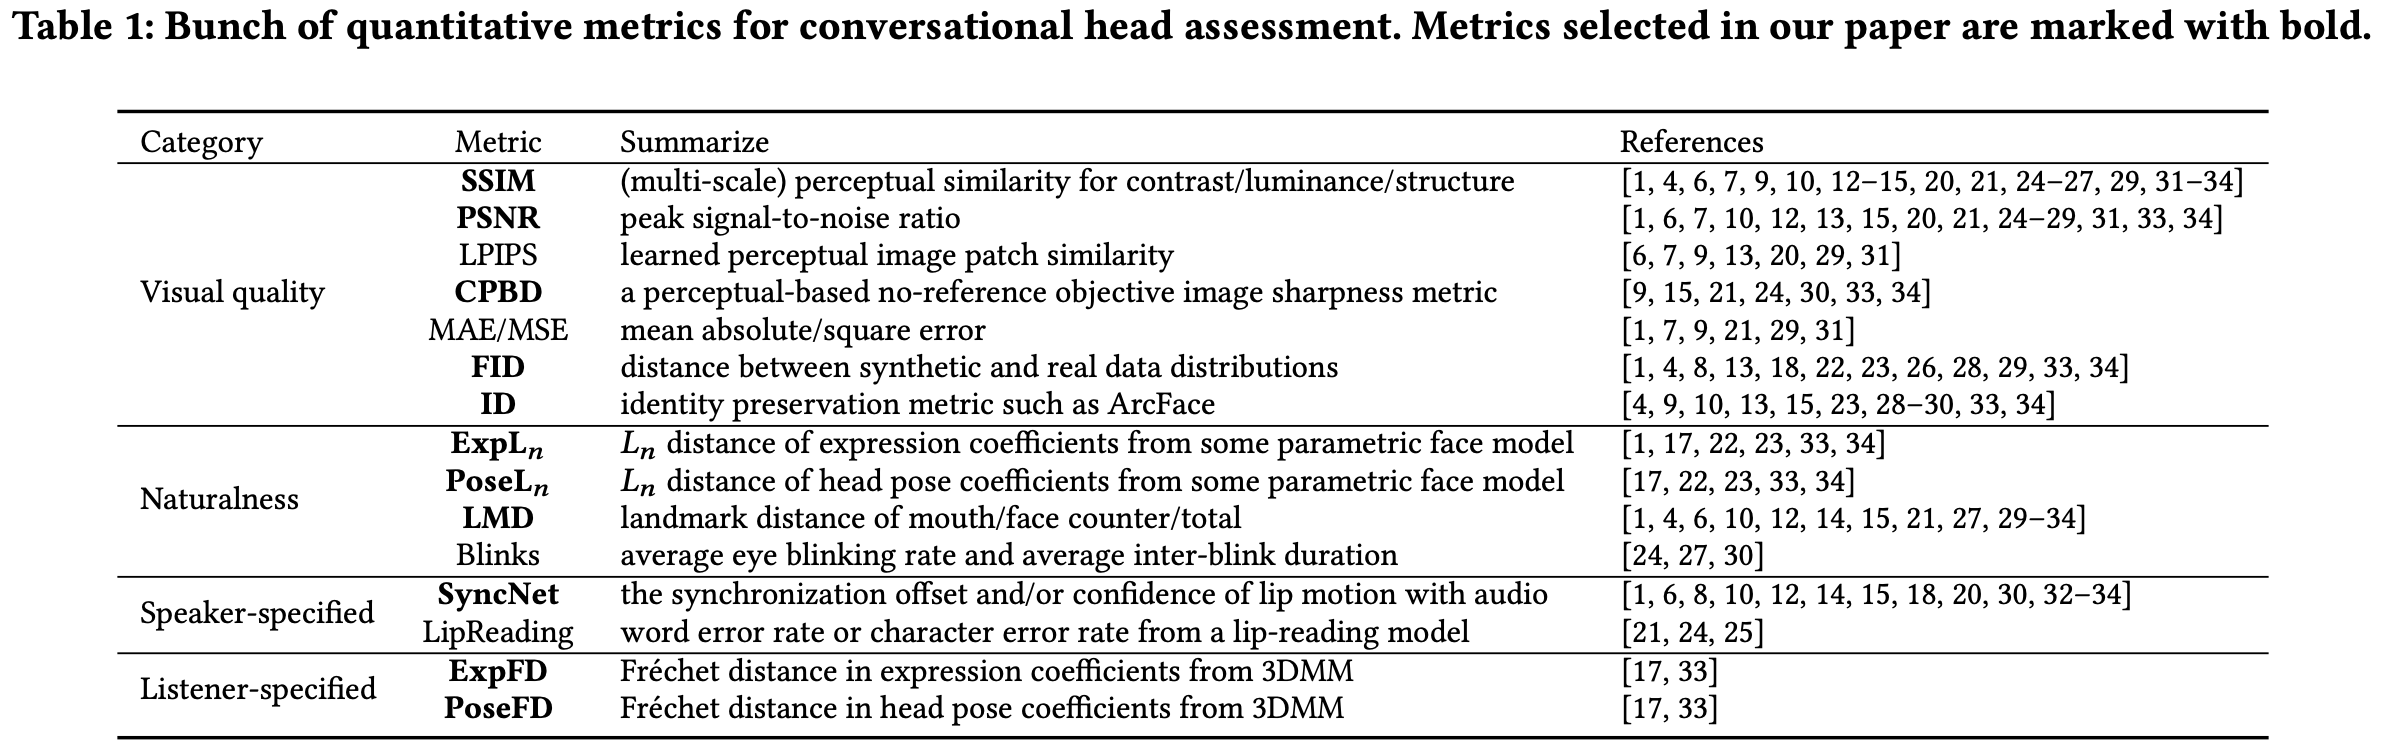 Table 1: Bunch of quantitative metrics for conversational head assessment. Metrics selected in our paper are marked with bold.
Category Metric Summarize References
SSIM (multi-scale) perceptual similarity for contrast/luminance/structure [1, 4, 6, 7, 9, 10, 12–15, 20, 21, 24–27, 29, 31–34]
PSNR peak signal-to-noise ratio [1, 6, 7, 10, 12, 13, 15, 20, 21, 24–29, 31, 33, 34]
LPIPS learned perceptual image patch similarity [6, 7, 9, 13, 20, 29, 31]
Visual quality CPBD a perceptual-based no-reference objective image sharpness metric [9, 15, 21, 24, 30, 33, 34]
MAE/MSE mean absolute/square error [1, 7, 9, 21, 29, 31]
FID distance between synthetic and real data distributions [1, 4, 8, 13, 18, 22, 23, 26, 28, 29, 33, 34]
ID identity preservation metric such as ArcFace [4, 9, 10, 13, 15, 23, 28–30, 33, 34]
ExpLn Ln distance of expression coefficients from some parametric face model [1, 17, 22, 23, 33, 34]
PoseLn Ln distance of head pose coefficients from some parametric face model [17, 22, 23, 33, 34]
Naturalness
LMD landmark distance of mouth/face counter/total [1, 4, 6, 10, 12, 14, 15, 21, 27, 29–34]
Blinks average eye blinking rate and average inter-blink duration [24, 27, 30]
SyncNet the synchronization offset and/or confidence of lip motion with audio [1, 6, 8, 10, 12, 14, 15, 18, 20, 30, 32–34]
Speaker-specified
LipReading word error rate or character error rate from a lip-reading model [21, 24, 25]
ExpFD Fréchet distance in expression coefficients from 3DMM [17, 33]
Listener-specified
PoseFD Fréchet distance in head pose coefficients from 3DMM [17, 33]